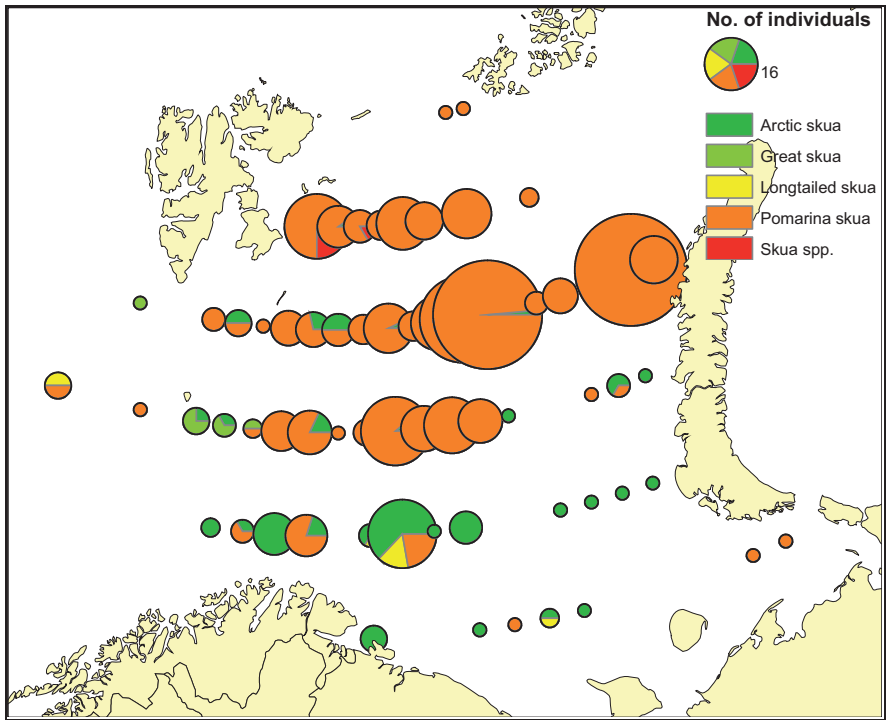 No. of individuals
16
Arctic skua
Great skua
Longtailed skua
Pomarina skua
Skua spp.